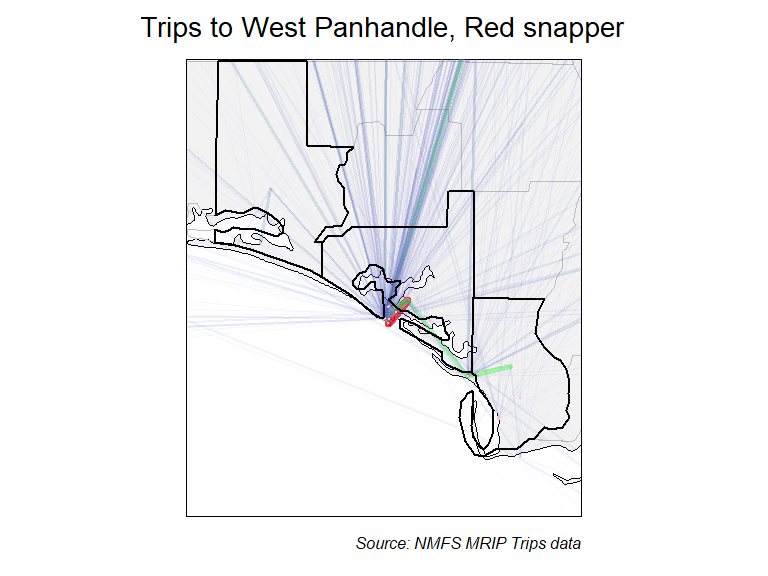 Trips to West Panhandle, Red snapper
Source: NMFS MRIP Trips data